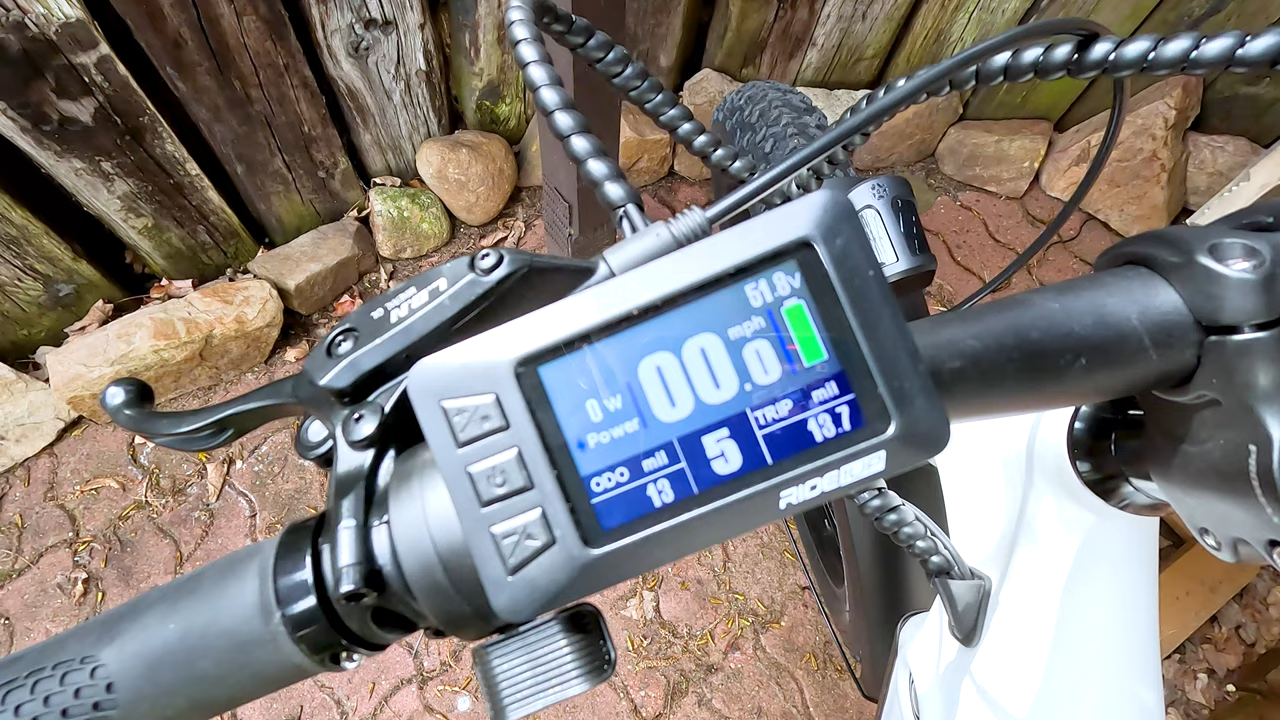 51.8v
mph
00.0
0 W
Power
ODO mil
13
5
TRIP mil
13.7
RIDE1UP